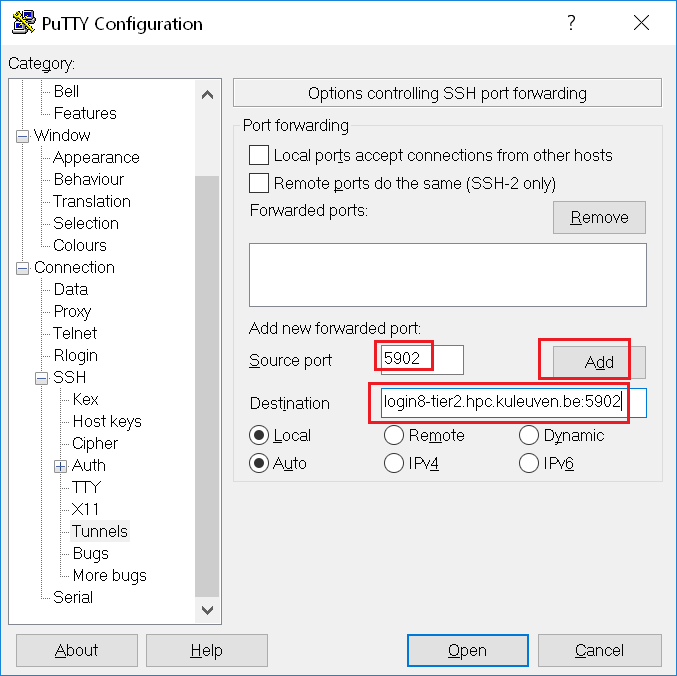 PuTTY Configuration
Category:
Bell
Features
Window
Appearance
Behaviour
Translation
Selection
Colours
Connection
Data
Proxy
Telnet
Rlogin
SSH
Kex
Host keys
Cipher
Auth
TTY
X11
Tunnels
Bugs
More bugs
Serial
Options controlling SSH port forwarding
Port forwarding
Local ports accept connections from other hosts
Remote ports do the same (SSH-2 only)
Forwarded ports:
Remove
Add new forwarded port:
Source port 5902 Add
Destination login8-tier2.hpc.kuleuven.be:5902
Local Remote Dynamic
Auto IPv4 IPv6
About Help Open Cancel